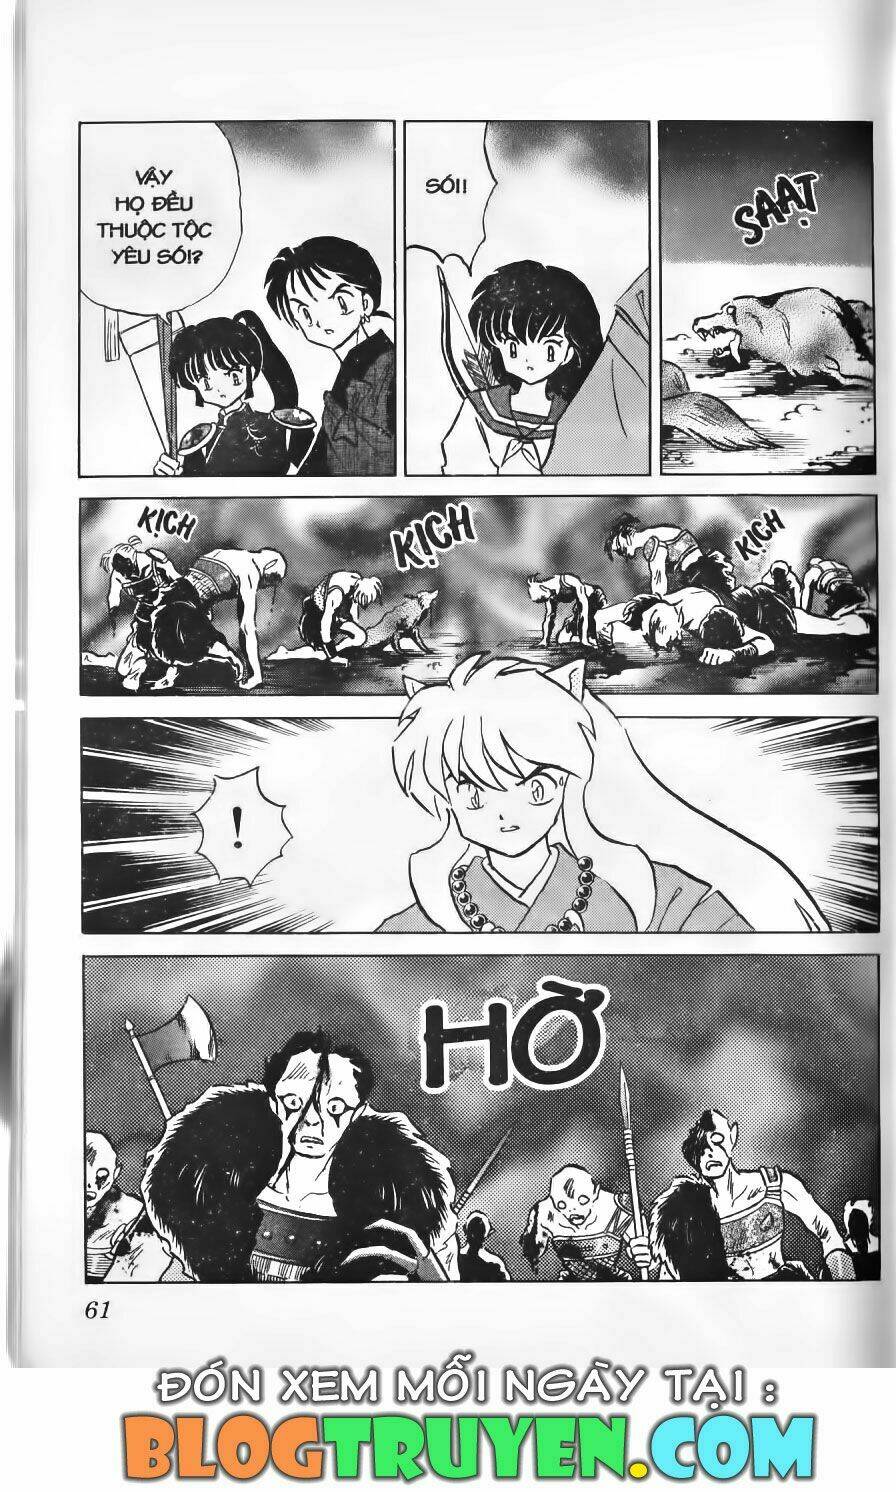 VẬY
HỌ ĐỀU
THUỘC TỘC
YÊU SÓI!?
SÓI!
SAẠT
KỊCH
KỊCH
KỊCH
!
HỜ
61
ĐÓN XEM MỖI NGÀY TẠI :
BLOGTRUYEN.COM